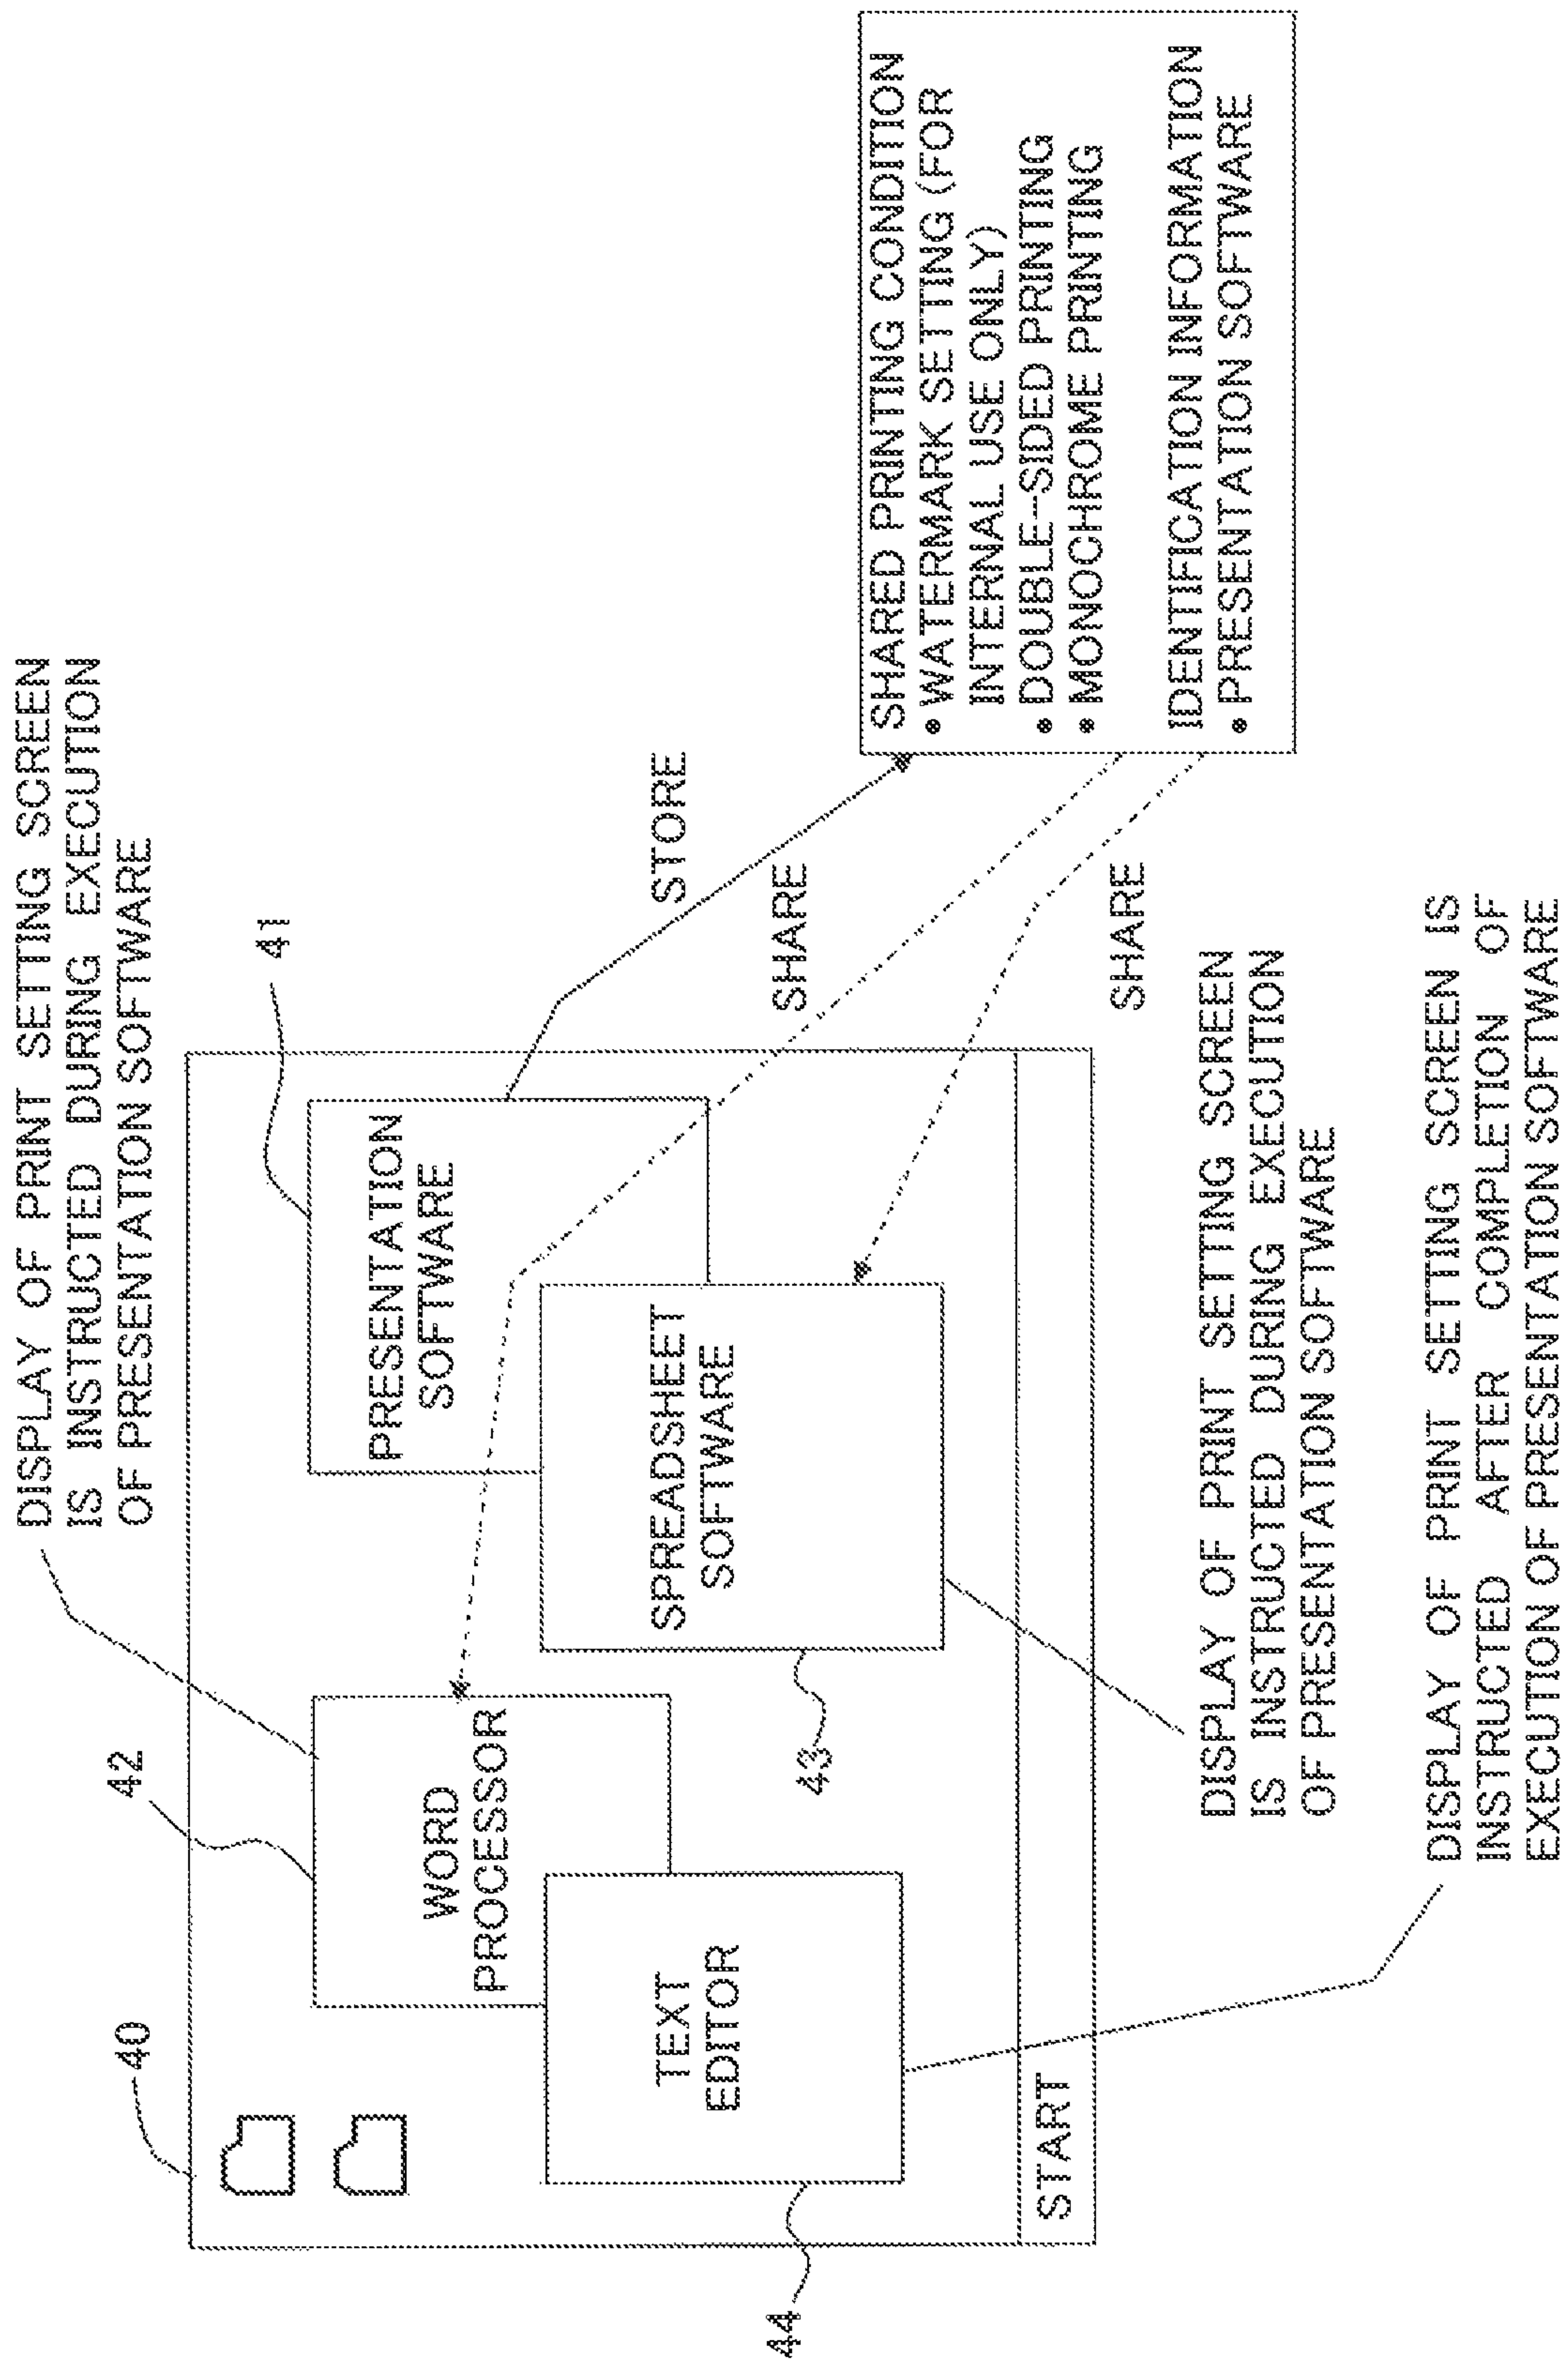 DISPLAY OF PRINT SETTING SCREEN
IS INSTRUCTED DURING EXECUTION
OF PRESENTATION SOFTWARE
40
42
41
WORD
PROCESSOR
PRESENTATION
SOFTWARE
STORE
SHARE
TEXT
EDITOR
SPREADSHEET
SOFTWARE
44
43
START
SHARED PRINTING CONDITION
• WATERMARK SETTING (FOR
INTERNAL USE ONLY)
• DOUBLE-SIDED PRINTING
• MONOCHROME PRINTING
IDENTIFICATION INFORMATION
• PRESENTATION SOFTWARE
SHARE
DISPLAY OF PRINT SETTING SCREEN
IS INSTRUCTED DURING EXECUTION
OF PRESENTATION SOFTWARE
DISPLAY OF PRINT SETTING SCREEN IS
INSTRUCTED AFTER COMPLETION OF
EXECUTION OF PRESENTATION SOFTWARE